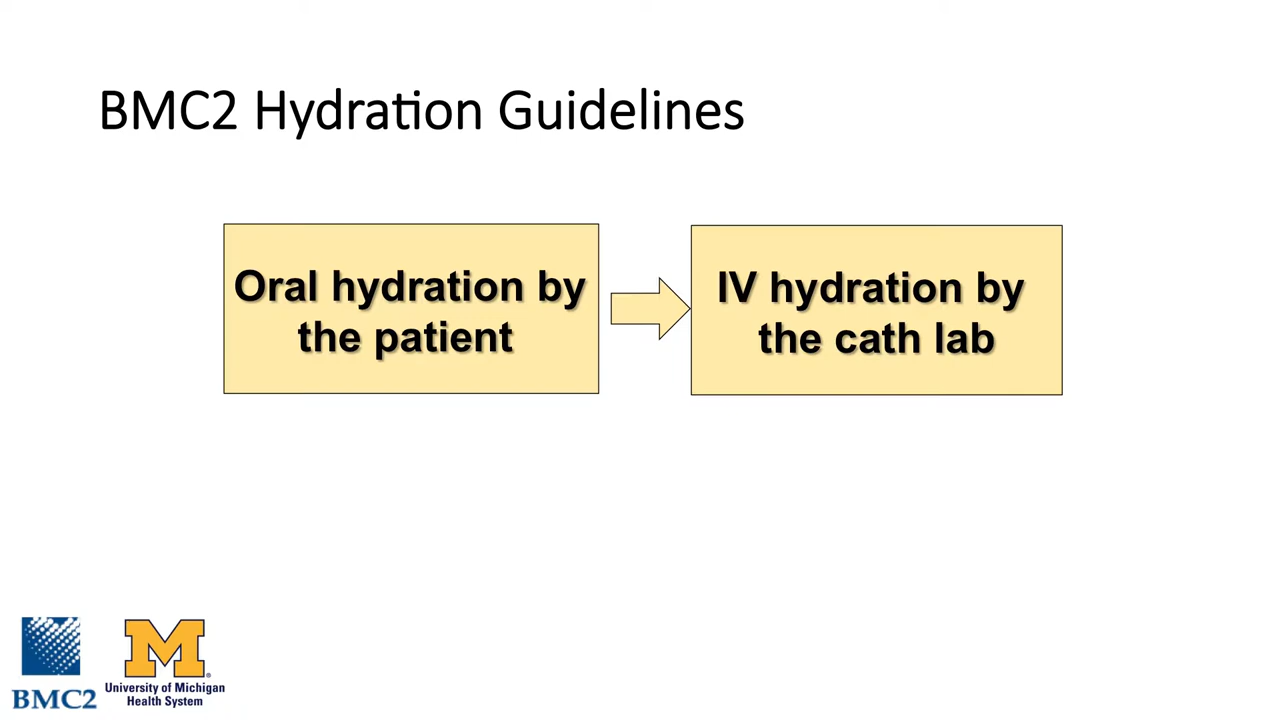 BMC2 Hydration Guidelines
Oral hydration by
the patient
IV hydration by
the cath lab
BMC2
M
University of Michigan
Health System